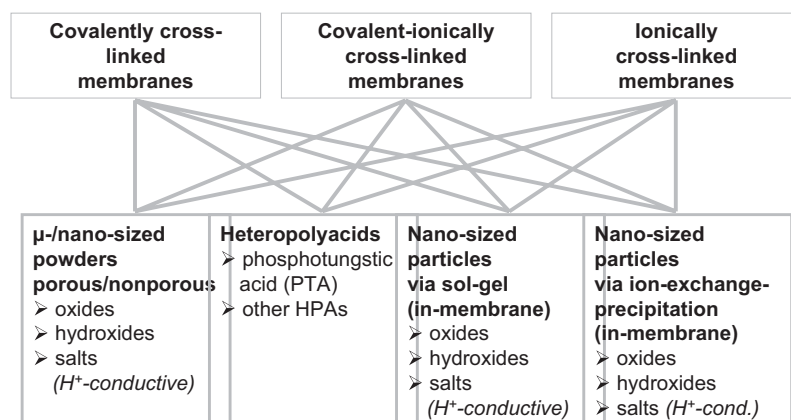 Covalently cross-
linked
membranes
Covalent-ionically
cross-linked
membranes
Ionically
cross-linked
membranes
µ-/nano-sized
powders
porous/nonporous
➢ oxides
➢ hydroxides
➢ salts
(H⁺-conductive)
Heteropolyacids
➢ phosphotungstic
acid (PTA)
➢ other HPAs
Nano-sized
particles
via sol-gel
(in-membrane)
➢ oxides
➢ hydroxides
➢ salts
(H⁺-conductive)
Nano-sized
particles
via ion-exchange-
precipitation
(in-membrane)
➢ oxides
➢ hydroxides
➢ salts (H⁺-cond.)